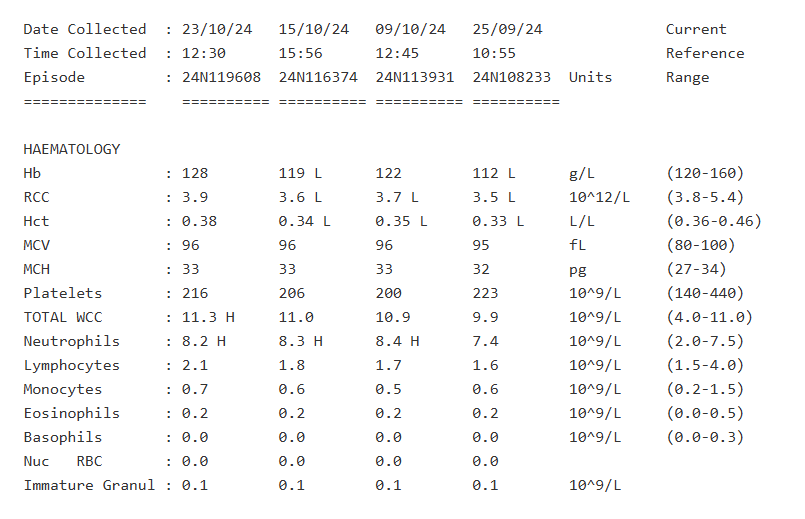 Date Collected  : 23/10/24   15/10/24   09/10/24   25/09/24              Current
Time Collected  : 12:30      15:56      12:45      10:55                 Reference
Episode         : 24N119608  24N116374  24N113931  24N108233  Units      Range
==============    ========== ========== ========== ==========
HAEMATOLOGY
Hb              : 128        119 L      122        112 L      g/L        (120-160)
RCC             : 3.9        3.6 L      3.7 L      3.5 L      10^12/L    (3.8-5.4)
Hct             : 0.38       0.34 L     0.35 L     0.33 L     L/L        (0.36-0.46)
MCV             : 96         96         96         95         fL         (80-100)
MCH             : 33         33         33         32         pg         (27-34)
Platelets       : 216        206        200        223        10^9/L     (140-440)
TOTAL WCC       : 11.3 H     11.0       10.9       9.9        10^9/L     (4.0-11.0)
Neutrophils     : 8.2 H      8.3 H      8.4 H      7.4        10^9/L     (2.0-7.5)
Lymphocytes     : 2.1        1.8        1.7        1.6        10^9/L     (1.5-4.0)
Monocytes       : 0.7        0.6        0.5        0.6        10^9/L     (0.2-1.5)
Eosinophils     : 0.2        0.2        0.2        0.2        10^9/L     (0.0-0.5)
Basophils       : 0.0        0.0        0.0        0.0        10^9/L     (0.0-0.3)
Nuc   RBC       : 0.0        0.0        0.0        0.0
Immature Granul : 0.1        0.1        0.1        0.1        10^9/L